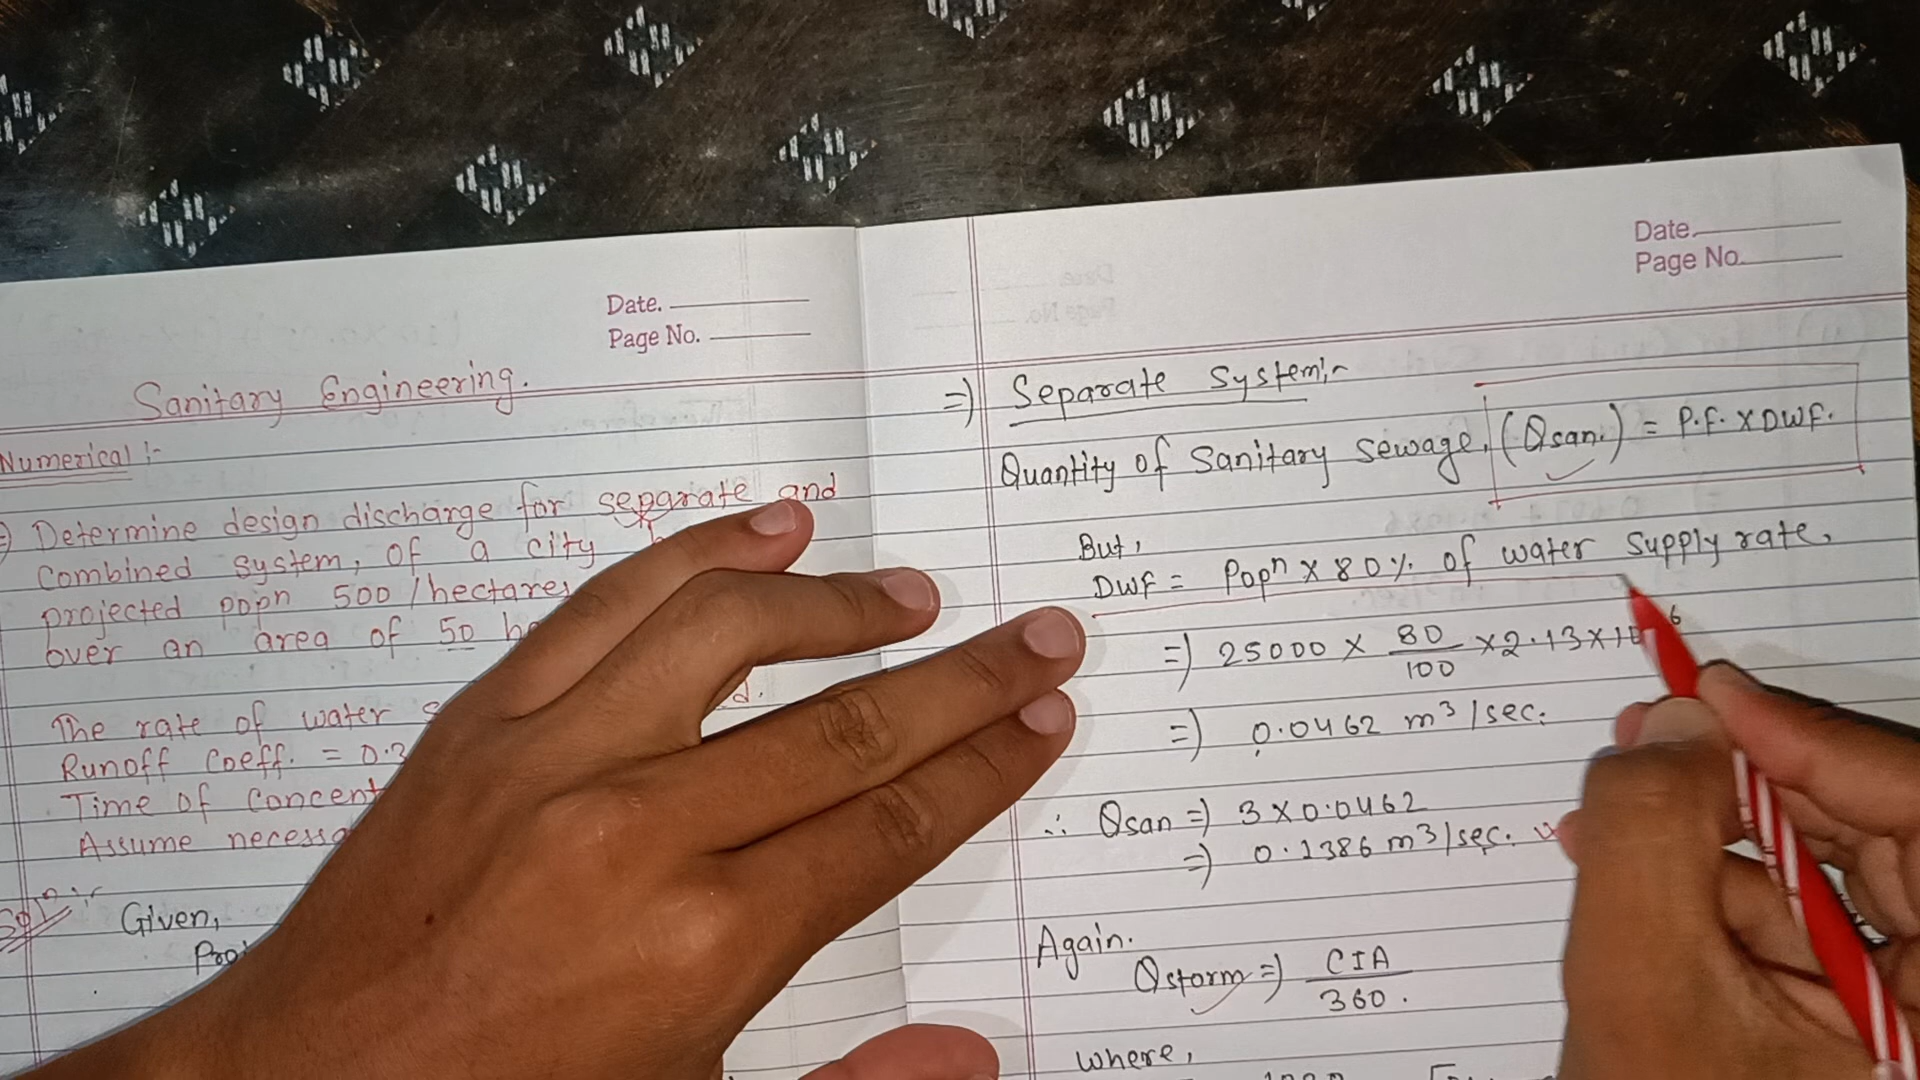 Date.
Page No.
Sanitary Engineering.
Numerical :-
Determine design discharge for separate and
combined system, of a city
projected popn 500 /hectares
over an area of 50
The rate of water
Runoff Coeff. = 0.3
Time of
Assume
Soln :-
Given,
Date.
Page No.
=) Separate System:-
Quantity of Sanitary sewage, (Qsan.) = P.F. X DWF.
But,
DWF = Popⁿ X 80% of water supply rate,
=) 25000 X 80/100 X 2.13 X 10 6
=) 0.0462 m³/sec.
∴ Qsan =) 3 X 0.0462
=) 0.1386 m³/sec.
Again.
Qstorm =) CIA/360.
where,